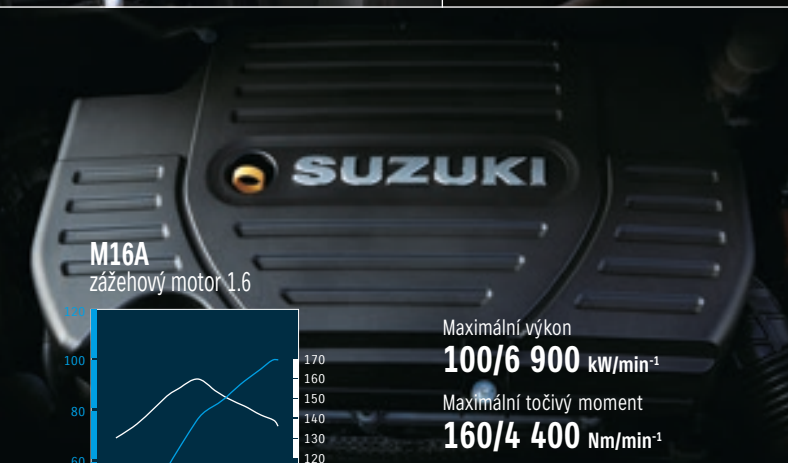 SUZUKI
M16A
zážehový motor 1.6
120
100
80
60
170
160
150
140
130
120
Maximální výkon
100/6 900 kW/min⁻¹
Maximální točivý moment
160/4 400 Nm/min⁻¹